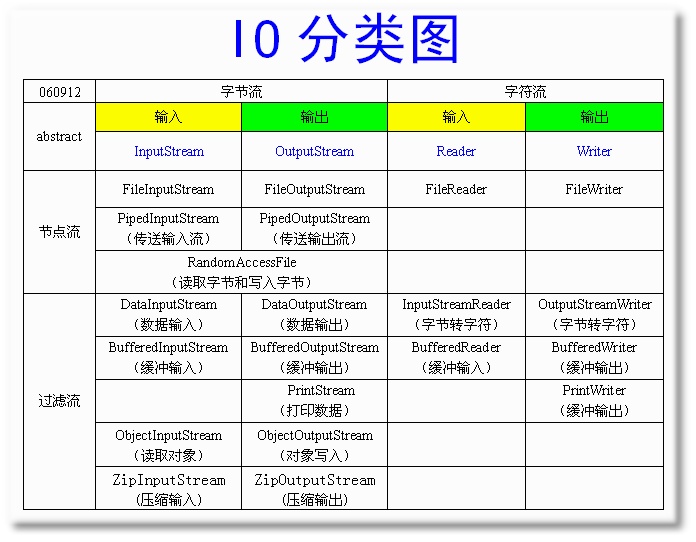 IO 分类图
060912 字节流 字符流
abstract 输入 输出 输入 输出
InputStream OutputStream Reader Writer
节点流 FileInputStream FileOutputStream FileReader FileWriter
PipedInputStream PipedOutputStream
(传送输入流) (传送输出流)
RandomAccessFile
(读取字节和写入字节)
过滤流 DataInputStream DataOutputStream InputStreamReader OutputStreamWriter
(数据输入) (数据输出) (字节转字符) (字节转字符)
BufferedInputStream BufferedOutputStream BufferedReader BufferedWriter
(缓冲输入) (缓冲输出) (缓冲输入) (缓冲输出)
PrintStream PrintWriter
(打印数据) (缓冲输出)
ObjectInputStream ObjectOutputStream
(读取对象) (对象写入)
ZipInputStream ZipOutputStream
(压缩输入) (压缩输出)